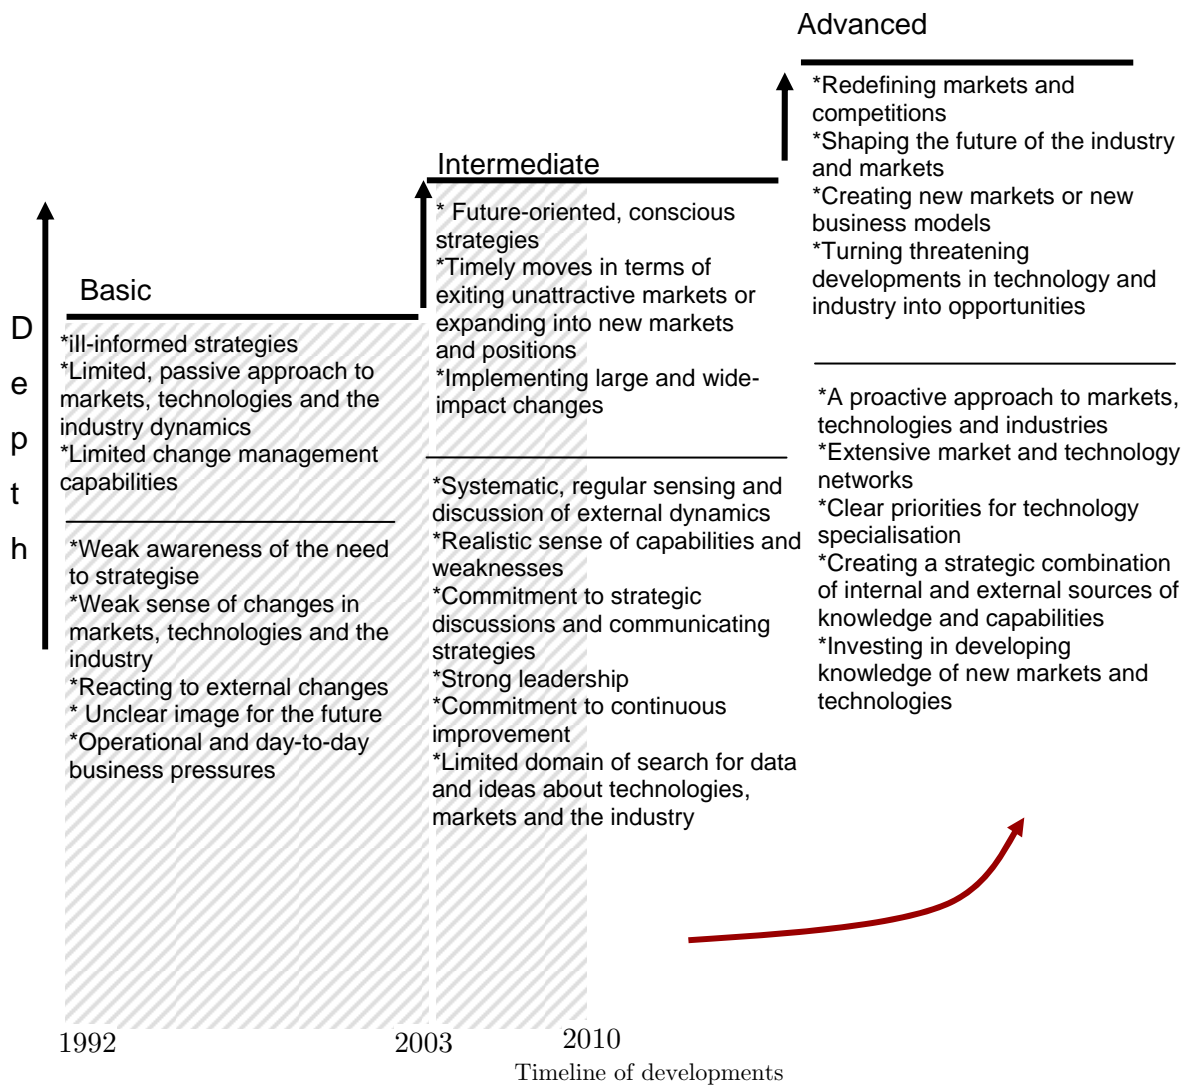 Advanced
*Redefining markets and
competitions
*Shaping the future of the industry
and markets
*Creating new markets or new
business models
*Turning threatening
developments in technology and
industry into opportunities
*A proactive approach to markets,
technologies and industries
*Extensive market and technology
networks
*Clear priorities for technology
specialisation
*Creating a strategic combination
of internal and external sources of
knowledge and capabilities
*Investing in developing
knowledge of new markets and
technologies
Intermediate
* Future-oriented, conscious
strategies
*Timely moves in terms of
exiting unattractive markets or
expanding into new markets
and positions
*Implementing large and wide-
impact changes
*Systematic, regular sensing and
discussion of external dynamics
*Realistic sense of capabilities and
weaknesses
*Commitment to strategic
discussions and communicating
strategies
*Strong leadership
*Commitment to continuous
improvement
*Limited domain of search for data
and ideas about technologies,
markets and the industry
Basic
*ill-informed strategies
*Limited, passive approach to
markets, technologies and the
industry dynamics
*Limited change management
capabilities
*Weak awareness of the need
to strategise
*Weak sense of changes in
markets, technologies and the
industry
*Reacting to external changes
* Unclear image for the future
*Operational and day-to-day
business pressures
D
e
p
t
h
1992
2003
2010
Timeline of developments